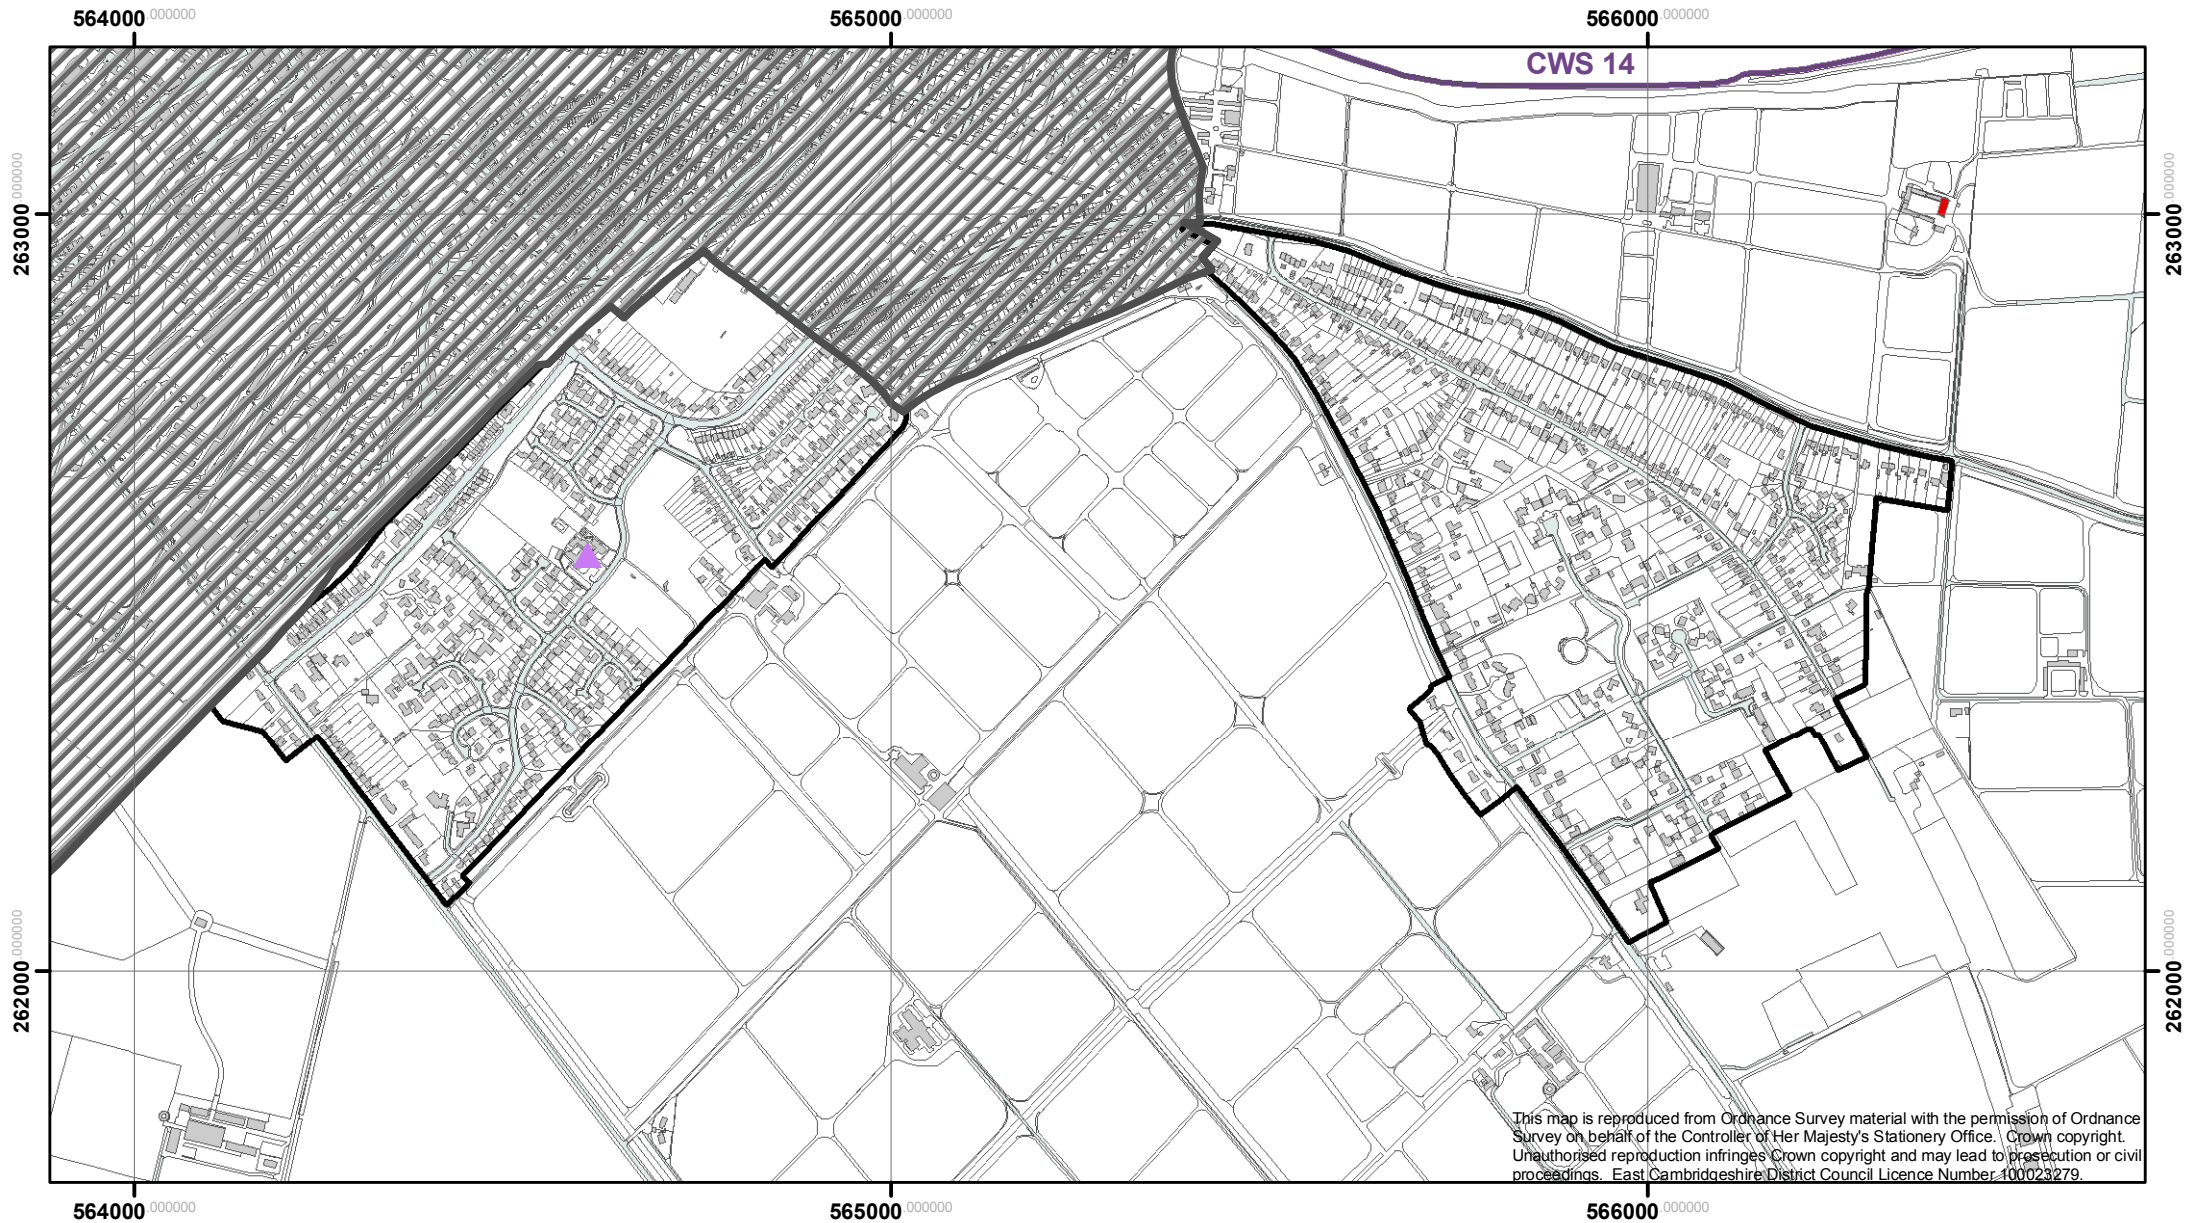 564000.000000 565000.000000 566000.000000
CWS 14
263000.000000 263000.000000
262000.000000 262000.000000
This map is reproduced from Ordnance Survey material with the permission of Ordnance
Survey on behalf of the Controller of Her Majesty's Stationery Office. Crown copyright.
Unauthorised reproduction infringes Crown copyright and may lead to prosecution or civil
proceedings. East Cambridgeshire District Council Licence Number 100023279.
564000.000000 565000.000000 566000.000000